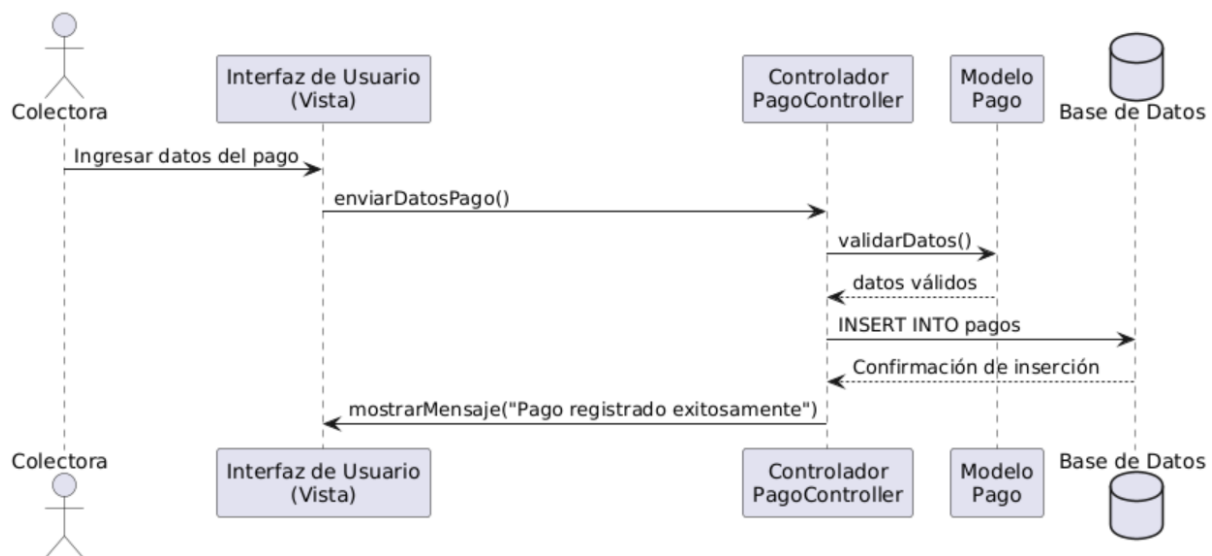 Colectora
Interfaz de Usuario
(Vista)
Controlador
PagoController
Modelo
Pago
Base de Datos
Ingresar datos del pago
enviarDatosPago()
validarDatos()
datos válidos
INSERT INTO pagos
Confirmación de inserción
mostrarMensaje("Pago registrado exitosamente")
Colectora
Interfaz de Usuario
(Vista)
Controlador
PagoController
Modelo
Pago
Base de Datos